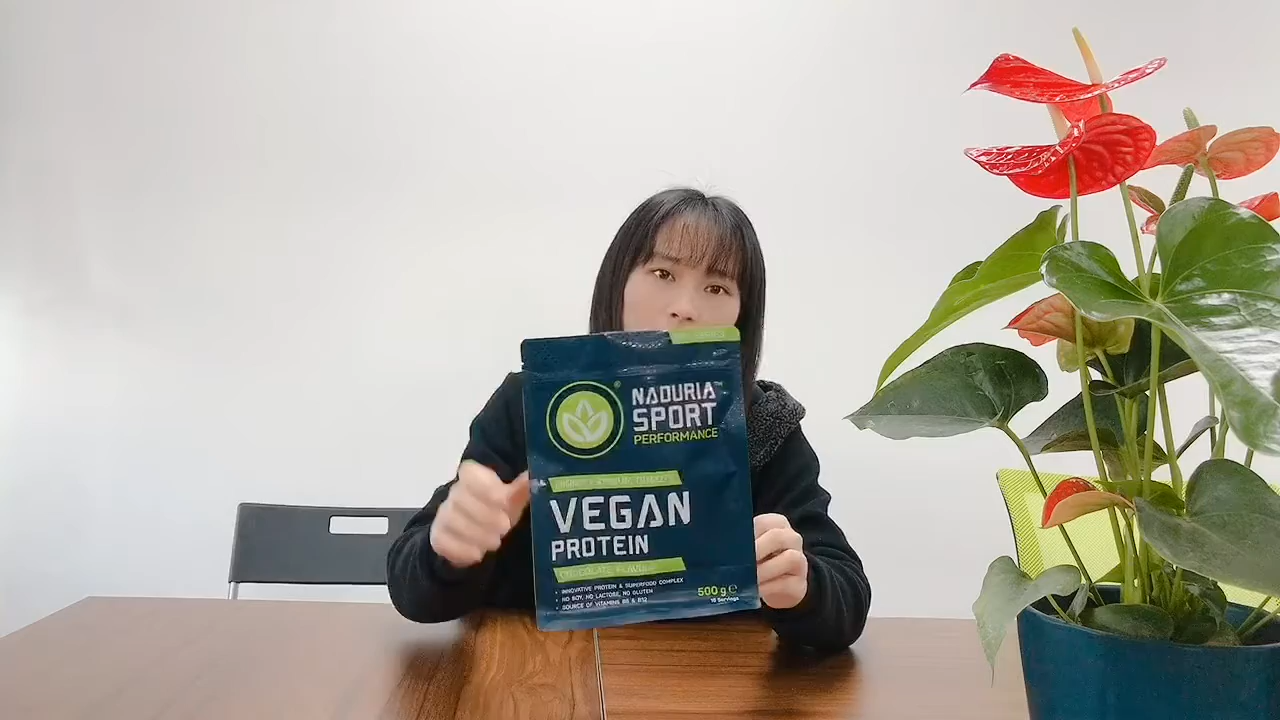 NADURIA™
SPORT
PERFORMANCE
VEGAN
PROTEIN
CHOCOLATE FLAVOUR
• INNOVATIVE PROTEIN & SUPERFOOD COMPLEX
• NO SOY, NO LACTOSE, NO GLUTEN
• SOURCE OF VITAMINS B6 & B12
500 g ℮